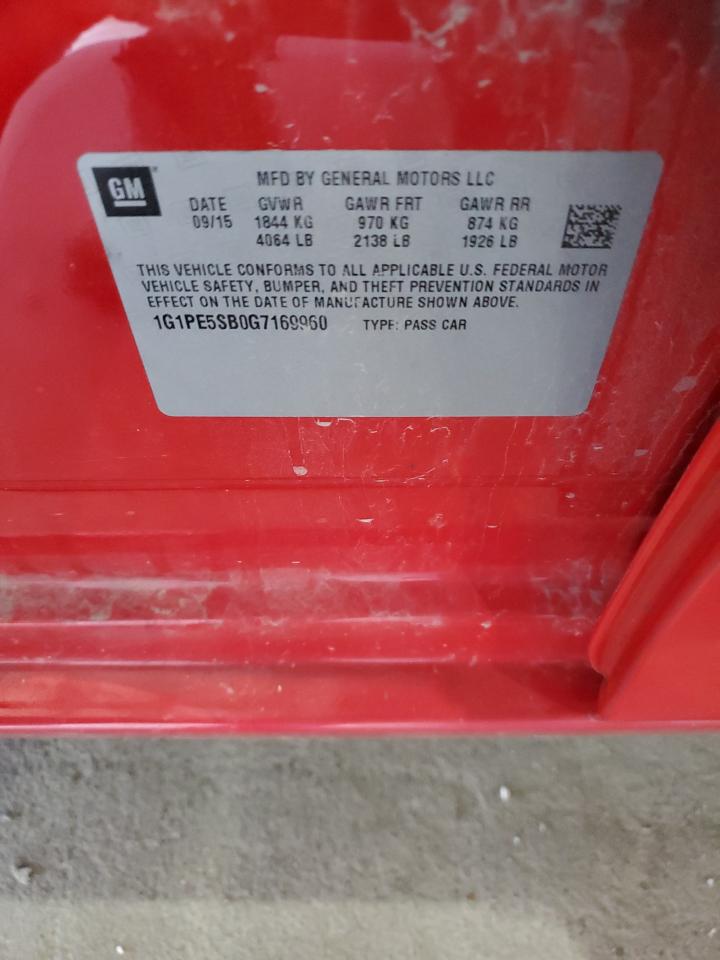 GM
MFD BY GENERAL MOTORS LLC
DATE GVWR GAWR FRT GAWR RR
09/15 1844 KG 970 KG 874 KG
4064 LB 2138 LB 1926 LB
THIS VEHICLE CONFORMS TO ALL APPLICABLE U.S. FEDERAL MOTOR
VEHICLE SAFETY, BUMPER, AND THEFT PREVENTION STANDARDS IN
EFFECT ON THE DATE OF MANUFACTURE SHOWN ABOVE.
1G1PE5SB0G7169960 TYPE: PASS CAR